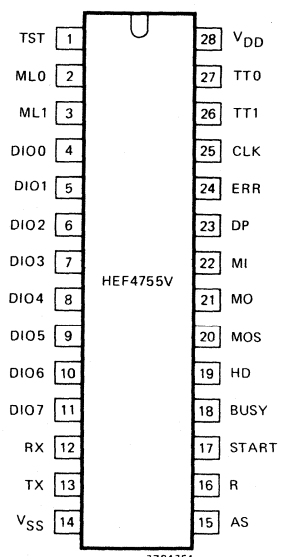 TST 1 28 VDD
ML0 2 27 TT0
ML1 3 26 TT1
DIO0 4 25 CLK
DIO1 5 24 ERR
DIO2 6 23 DP
DIO3 7 22 MI
HEF4755V
DIO4 8 21 MO
DIO5 9 20 MOS
DIO6 10 19 HD
DIO7 11 18 BUSY
RX 12 17 START
TX 13 16 R
VSS 14 15 AS